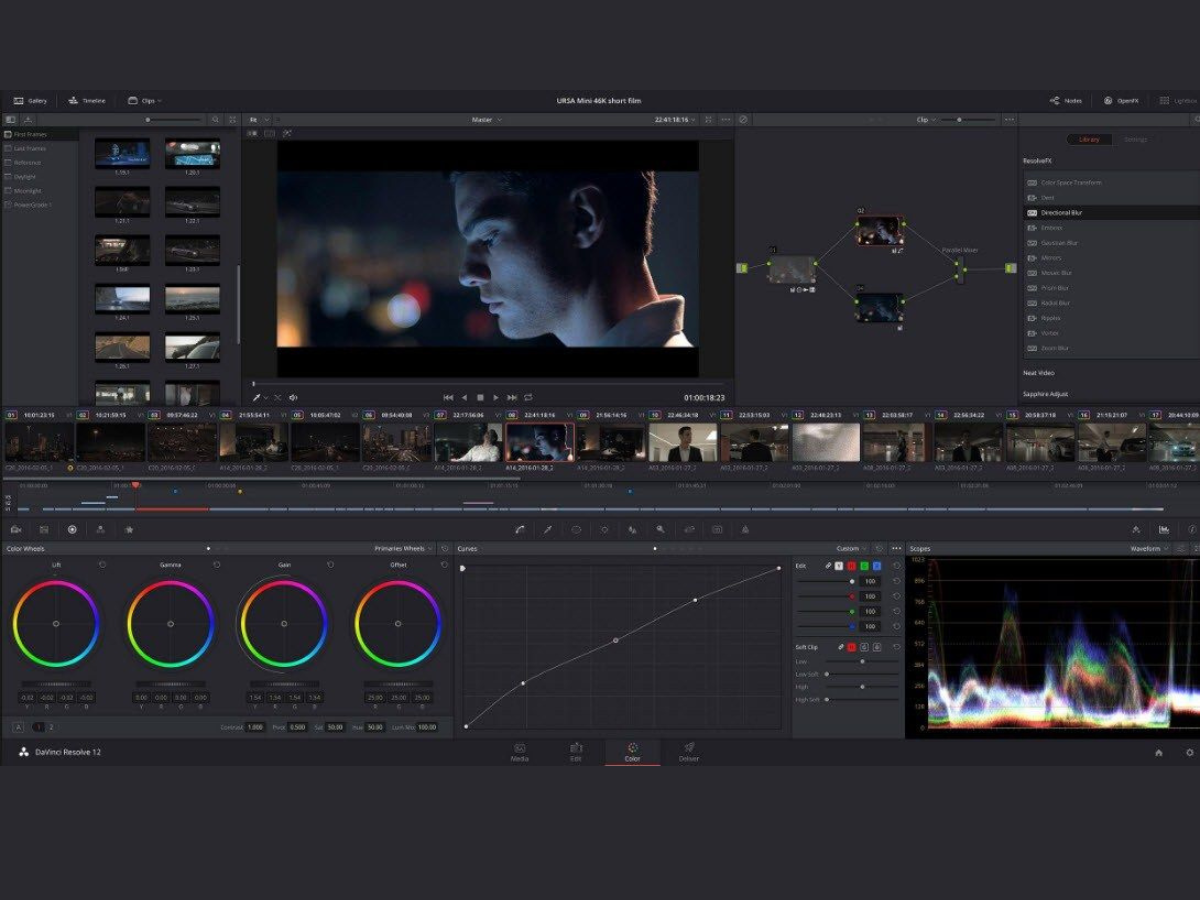 Gallery Timeline Clips URSA Mini 46K short film Nodes OpenFX Lightbox
Fit Master 22:41:18:16 Clip
Library Settings
First Frames
Last Frames
Reference
Daylight
Moonlight
PowerGrade 1
1.19.1 1.20.1
1.21.1 1.22.1
1.23.1
1.24.1 1.25.1
1.26.1 1.27.1
01
02
Parallel Mixer
ResolveFX
Color Space Transform
Dent
Directional Blur
Emboss
Gaussian Blur
Mirrors
Mosaic Blur
Prism Blur
Radial Blur
Ripples
Vortex
Zoom Blur
Neat Video
Sapphire Adjust
01:00:18:23
01 10:01:23:15 V1 02 10:21:59:15 V1 03 09:57:46:22 V1 04 21:55:54:11 V1 05 10:05:47:02 V1 06 09:54:40:08 V1 07 22:17:56:06 V1 08 22:41:18:16 V1 09 21:56:14:16 V1 10 22:46:34:18 V1 11 22:53:15:03 V1 12 22:48:23:13 V1 13 22:03:58:17 V1 14 22:56:34:22 V1 15 20:58:37:18 V1 16 21:15:21:07 V1 17 20:44:10:00
Color Wheels Primaries Wheels Curves Custom Scopes Waveform
Lift Gamma Gain Offset
-0.02 -0.02 -0.02 -0.02 0.00 0.00 0.00 0.00 1.54 1.54 1.54 1.54 25.00 25.00 25.00
Y R G B Y R G B Y R G B R G B
A 1 2 Contrast 1.000 Pivot 0.500 Sat 50.00 Hue 50.00 Lum Mix 100.00
Edit
100
100
100
100
Soft Clip
Low
Low Soft
High
High Soft
1023
896
768
640
512
384
256
128
0
DaVinci Resolve 12
Media Edit Color Deliver